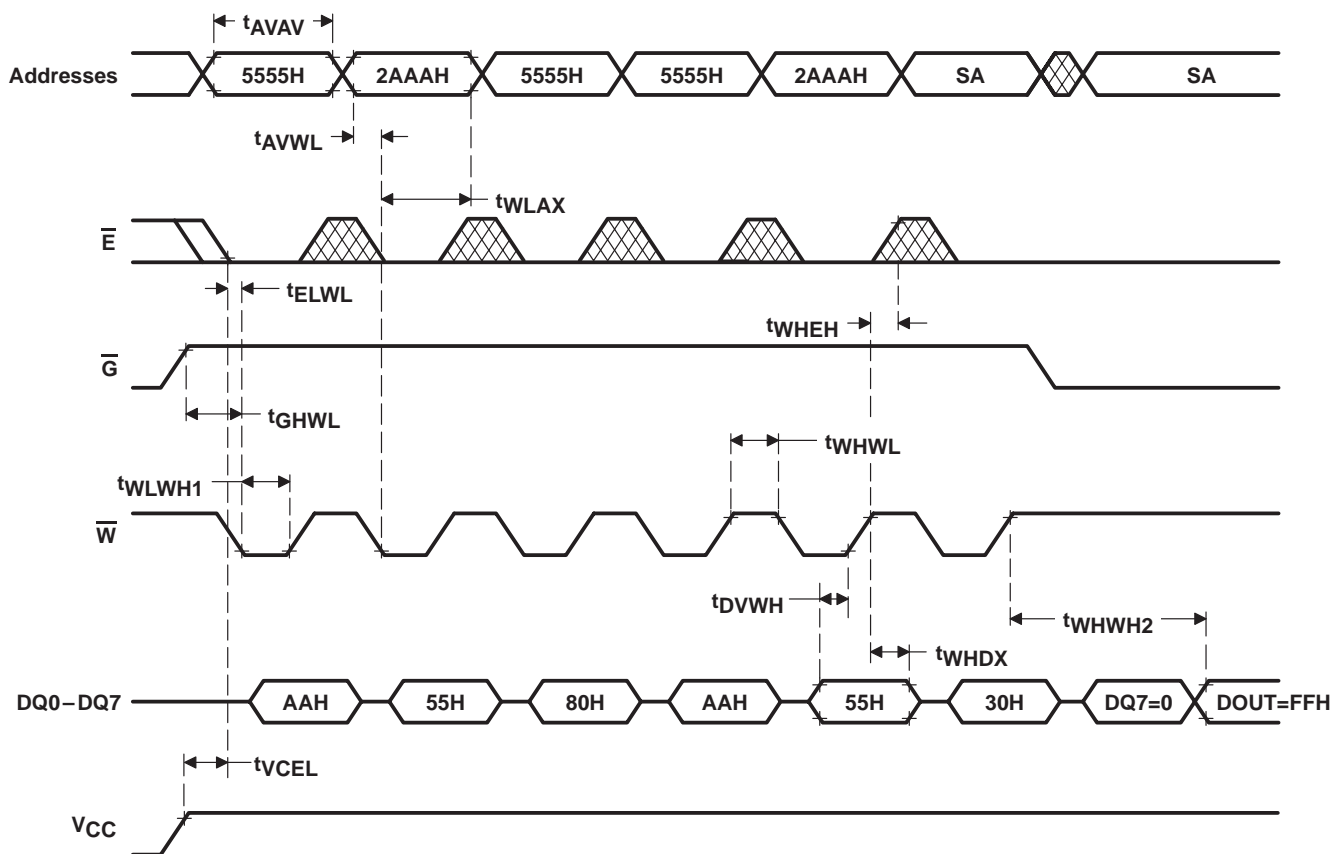 tAVAV
Addresses 5555H 2AAAH 5555H 5555H 2AAAH SA SA
tAVWL
tWLAX
E̅
tELWL
tWHEH
G̅
tGHWL
tWHWL
tWLWH1
W̅
tDVWH
tWHWH2
tWHDX
DQ0–DQ7 AAH 55H 80H AAH 55H 30H DQ7=0 DOUT=FFH
tVCEL
VCC